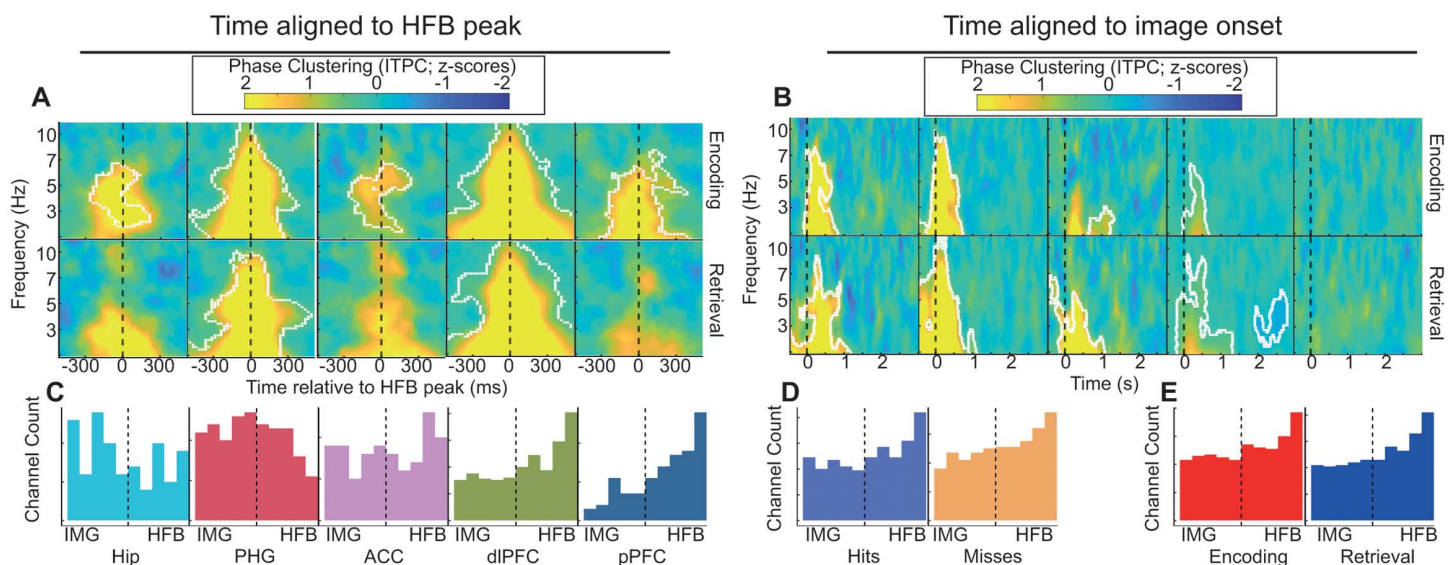 Time aligned to HFB peak
Time aligned to image onset
A
Phase Clustering (ITPC; z-scores)
2 1 0 -1 -2
B
Phase Clustering (ITPC; z-scores)
2 1 0 -1 -2
Frequency (Hz)
10
7
5
3
Encoding
10
7
5
3
Retrieval
-300 0 300 -300 0 300 -300 0 300 -300 0 300 -300 0 300
Time relative to HFB peak (ms)
Frequency (Hz)
10
7
5
3
Encoding
10
7
5
3
Retrieval
0 1 2 0 1 2 0 1 2 0 1 2 0 1 2
Time (s)
C
Channel Count
IMG HFB IMG HFB IMG HFB IMG HFB IMG HFB
Hip PHG ACC dlPFC pPFC
D
Channel Count
IMG HFB IMG HFB
Hits Misses
E
Channel Count
IMG HFB IMG HFB
Encoding Retrieval